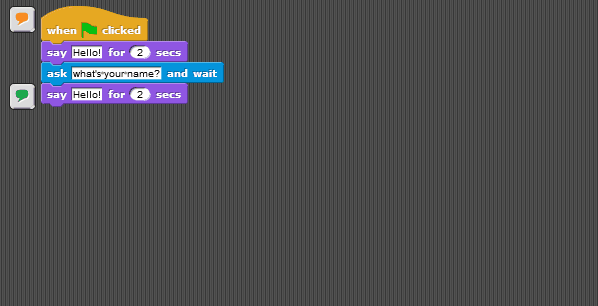 when clicked
say Hello! for 2 secs
ask what's your name? and wait
say Hello! for 2 secs